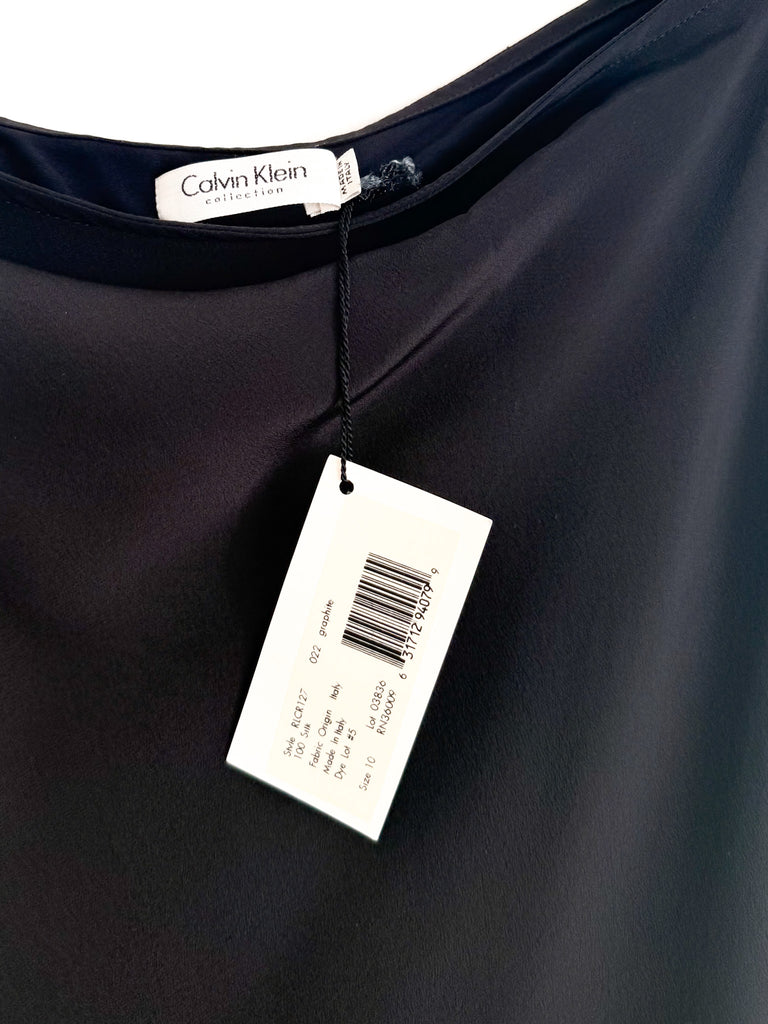 Calvin Klein
collection
MADE IN
ITALY
6 31712 94079 9
022 graphite
Style RLCR127
100 Silk
Fabric Origin Italy
Made in Italy
Dye Lot #5
Lot 03836
Size 10 RN36009